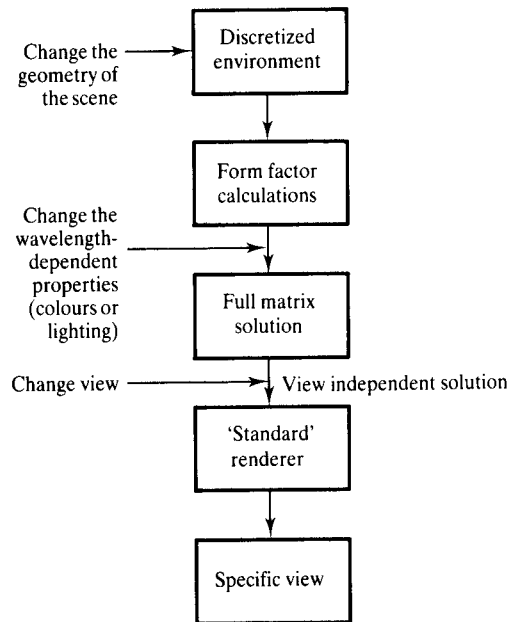 Change the
geometry of
the scene
Discretized
environment
Form factor
calculations
Change the
wavelength-
dependent
properties
(colours or
lighting)
Full matrix
solution
Change view
View independent solution
‘Standard’
renderer
Specific view